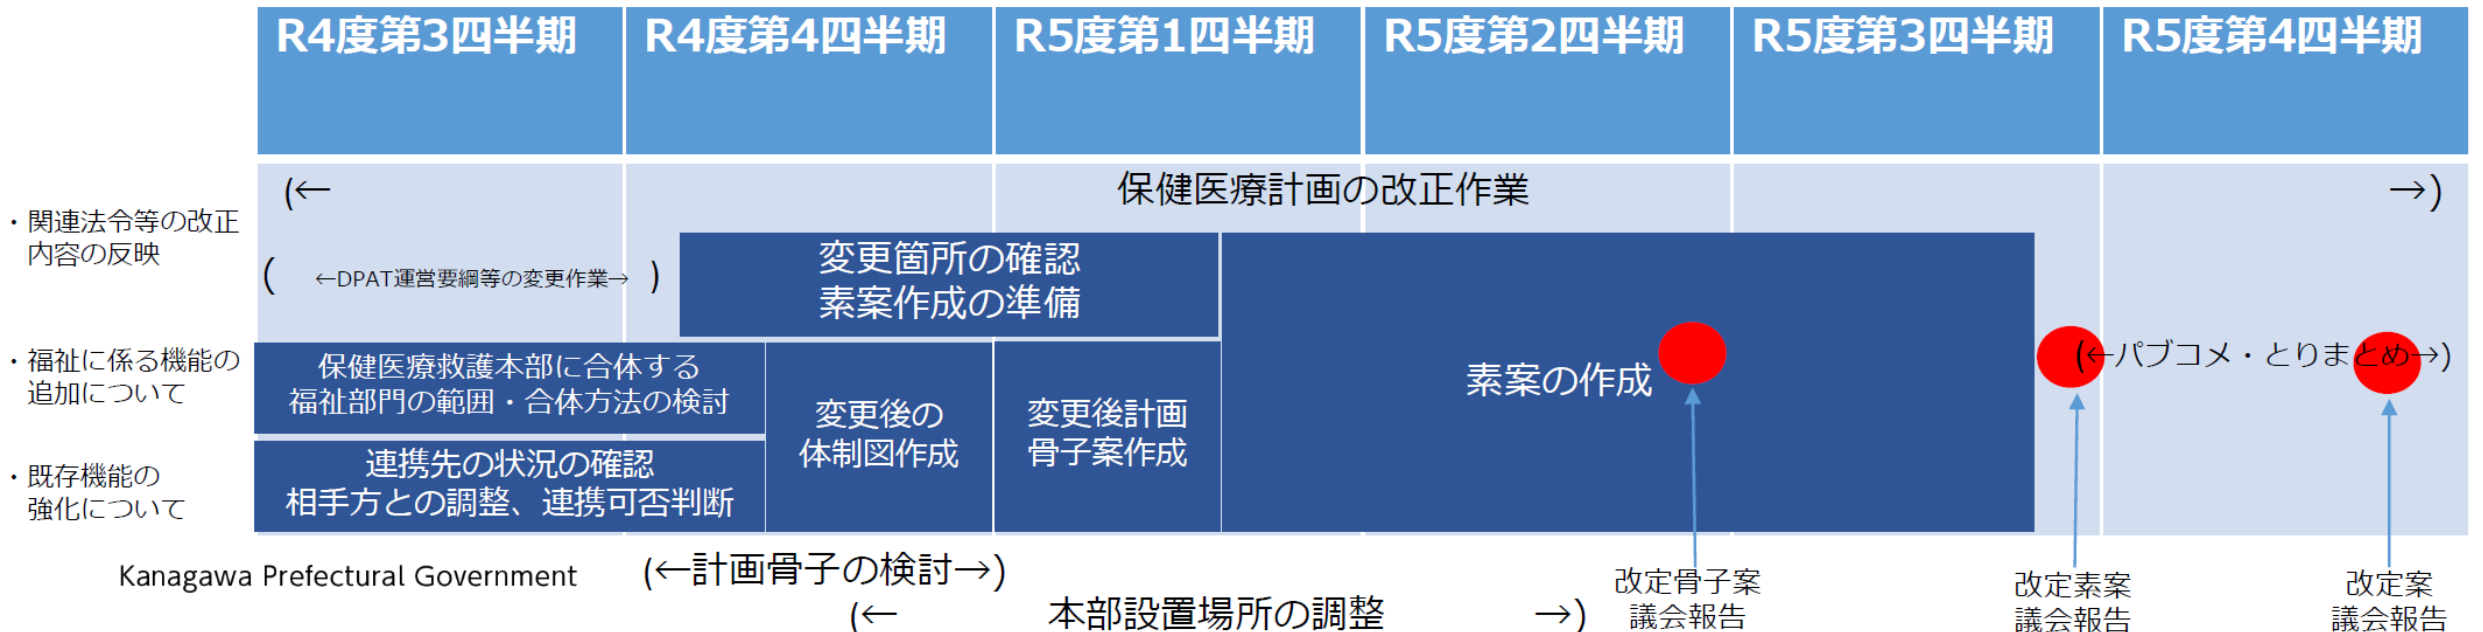 R4度第3四半期
R4度第4四半期
R5度第1四半期
R5度第2四半期
R5度第3四半期
R5度第4四半期
(← 保健医療計画の改正作業 →)
・関連法令等の改正
内容の反映
( ←DPAT運営要綱等の変更作業→ )
変更箇所の確認
素案作成の準備
・福祉に係る機能の
追加について
保健医療救護本部に合体する
福祉部門の範囲・合体方法の検討
変更後の
体制図作成
変更後計画
骨子案作成
素案の作成
(←パブコメ・とりまとめ→)
・既存機能の
強化について
連携先の状況の確認
相手方との調整、連携可否判断
Kanagawa Prefectural Government
(←計画骨子の検討→)
(← 本部設置場所の調整 →)
改定骨子案
議会報告
改定素案
議会報告
改定案
議会報告